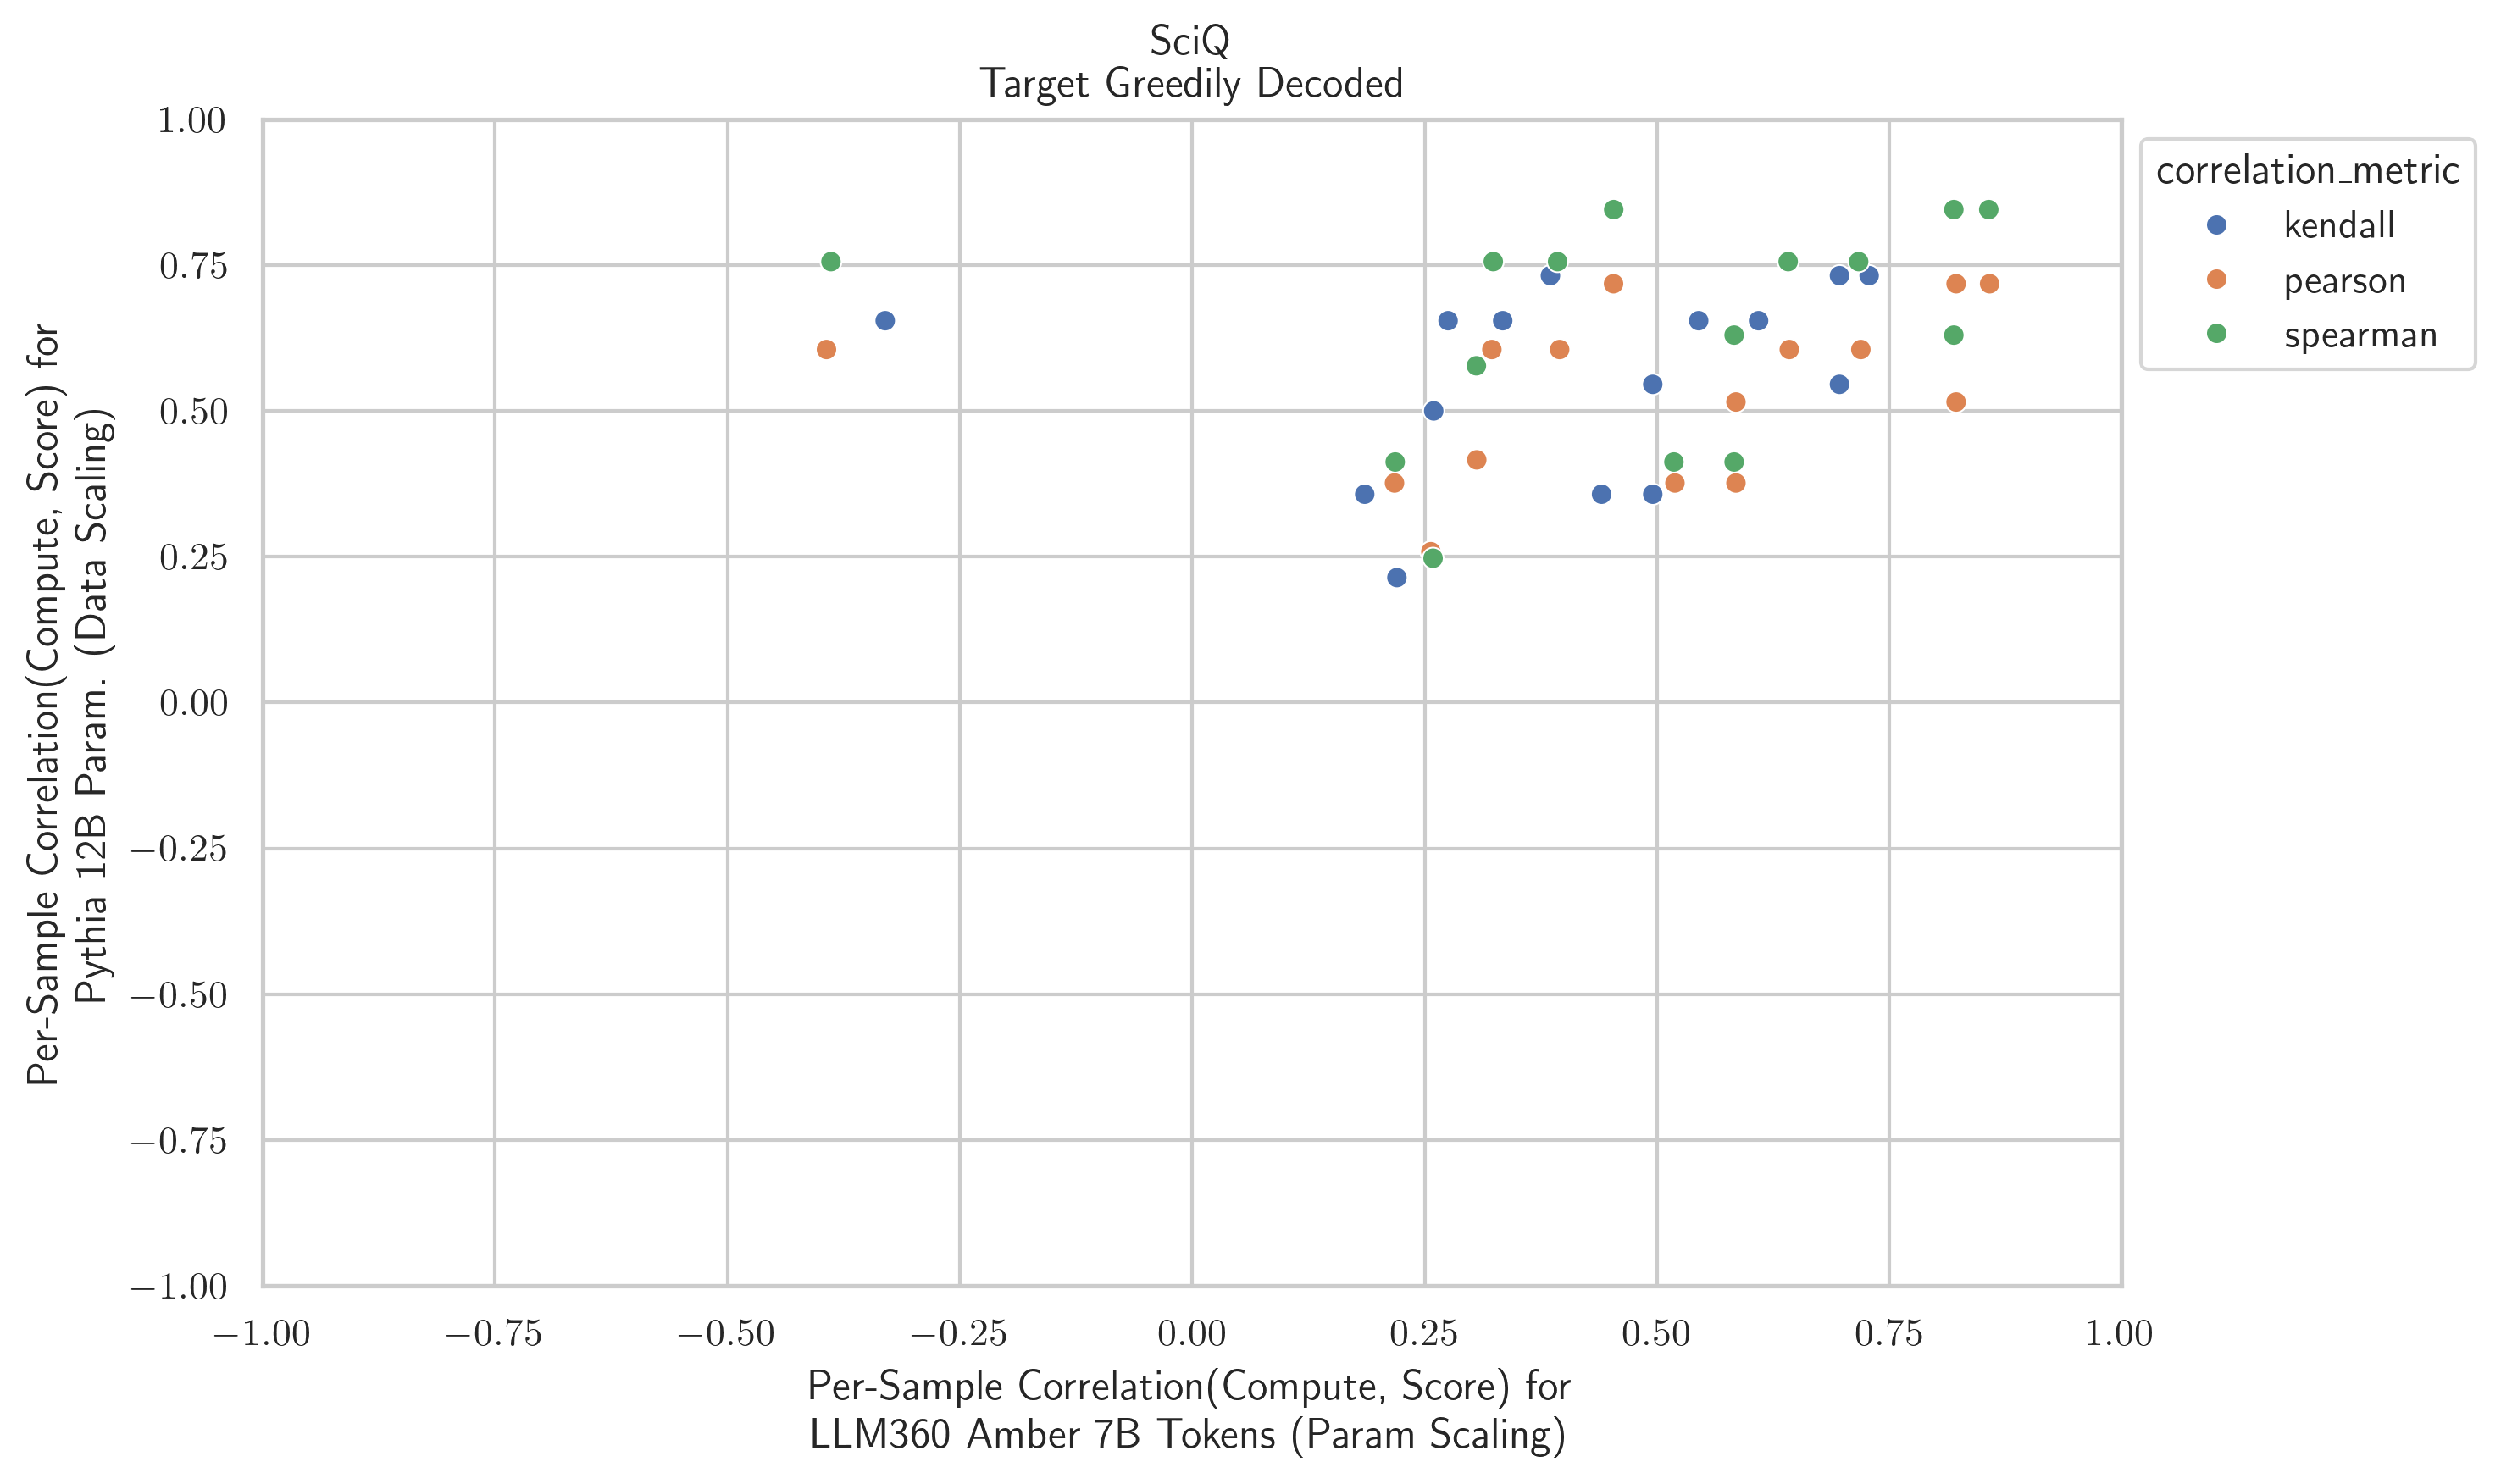 SciQ
Target Greedily Decoded
1.00
0.75
0.50
0.25
0.00
−0.25
−0.50
−0.75
−1.00
Per-Sample Correlation(Compute, Score) for
Pythia 12B Param. (Data Scaling)
−1.00
−0.75
−0.50
−0.25
0.00
0.25
0.50
0.75
1.00
Per-Sample Correlation(Compute, Score) for
LLM360 Amber 7B Tokens (Param Scaling)
correlation_metric
kendall
pearson
spearman